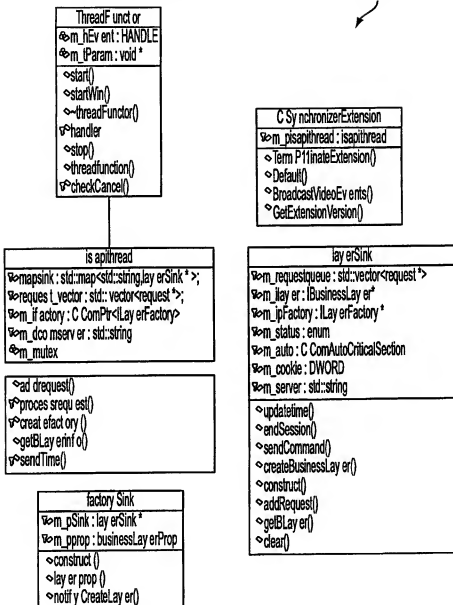 ThreadFunct or
m_hEv ent : HANDLE
m_tParam : void *
start()
startWin()
~threadFunctor()
handler
stop()
threadfunction()
checkCancel()
is apithread
mapsink : std::map<std::string,lay erSink * >;
reques t_vector : std:: vector<request *>;
m_if actory : C ComPtr<ILay erFactory>
m_dco mserv er : std::string
m_mutex
ad drequest()
proces srequ est()
creat efact ory ()
getBLay erinf o()
sendTime()
factory Sink
m_pSink : lay erSink *
m_pprop : businessLay erProp
construct ()
lay er prop ()
notif y CreateLay er()
C Sy nchronizerExtension
m_pisapithread : isapithread
Term P11inateExtension()
Default()
BroadcastVideoEv ents()
GetExtensionVersion()
lay erSink
m_requestqueue : std::vector<request *>
m_ilay er : IBusinessLay er*
m_ipFactory : ILay erFactory *
m_status : enum
m_auto : C ComAutoCriticalSection
m_cookie : DWORD
m_server : std::string
updatetime()
endSession()
sendCommand()
createBusinessLay er()
construct()
addRequest()
getBLay er()
clear()